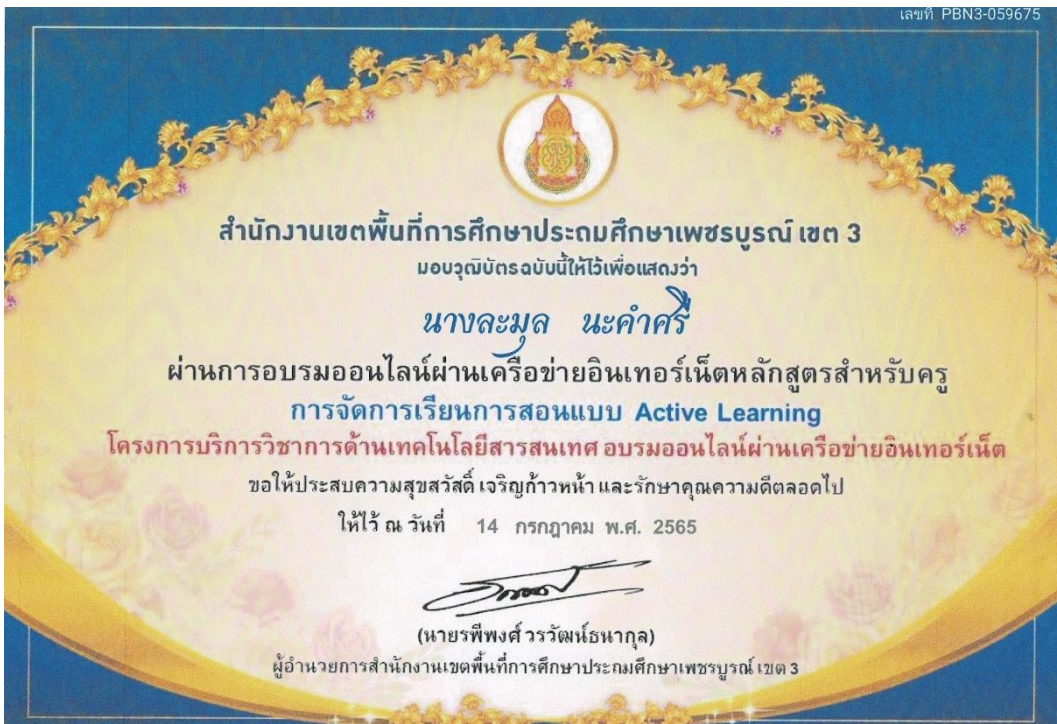 เลขที่ PBN3-059675
สำนักงานเขตพื้นที่การศึกษาประถมศึกษาเพชรบูรณ์ เขต 3
มอบวุฒิบัตรฉบับนี้ให้ไว้เพื่อแสดงว่า
นางละมุล นะคำศรี
ผ่านการอบรมออนไลน์ผ่านเครือข่ายอินเทอร์เน็ตหลักสูตรสำหรับครู
การจัดการเรียนการสอนแบบ Active Learning
โครงการบริการวิชาการด้านเทคโนโลยีสารสนเทศ อบรมออนไลน์ผ่านเครือข่ายอินเทอร์เน็ต
ขอให้ประสบความสุขสวัสดิ์ เจริญก้าวหน้า และรักษาคุณความดีตลอดไป
ให้ไว้ ณ วันที่ 14 กรกฎาคม พ.ศ. 2565
(นายรพีพงศ์ วรวัฒน์ธนากุล)
ผู้อำนวยการสำนักงานเขตพื้นที่การศึกษาประถมศึกษาเพชรบูรณ์ เขต 3